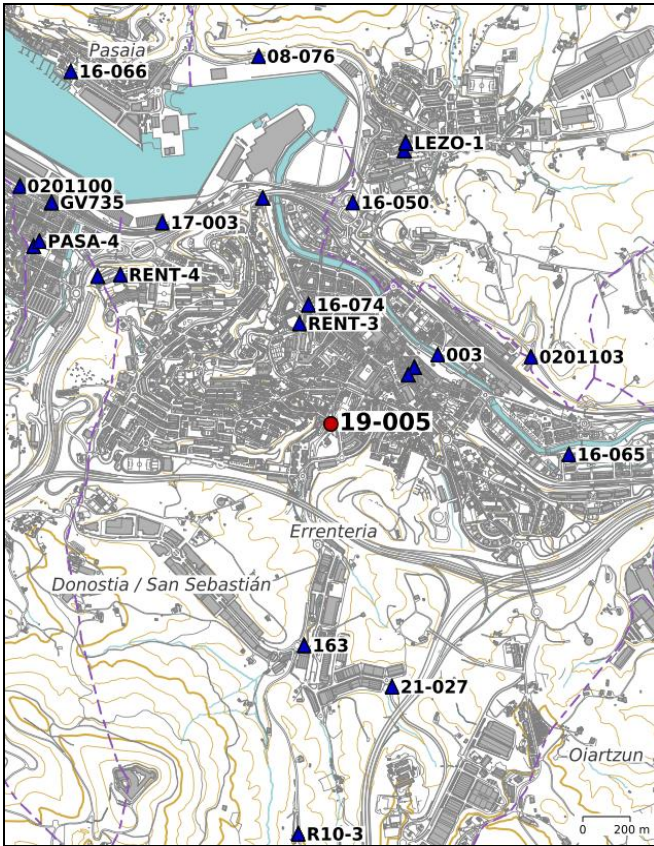 Pasaia
08-076
16-066
LEZO-1
0201100
GV735
16-050
17-003
PASA-4
RENT-4
16-074
RENT-3
003
0201103
19-005
16-065
Errenteria
Donostia / San Sebastián
163
21-027
Oiartzun
0 200 m
R10-3